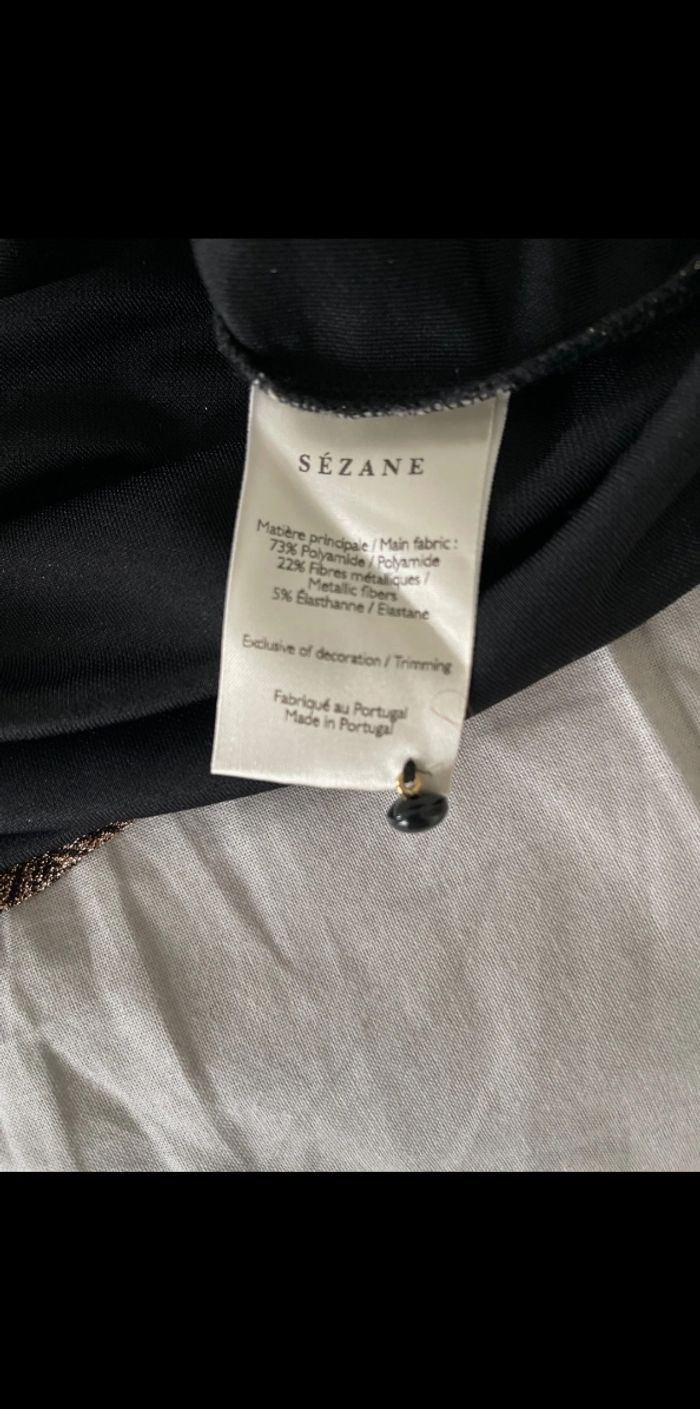 SÉZANE
Matière principale / Main fabric :
73% Polyamide / Polyamide
22% Fibres métalliques /
Metallic fibers
5% Élasthanne / Elastane
Exclusive of decoration / Trimming
Fabriqué au Portugal
Made in Portugal